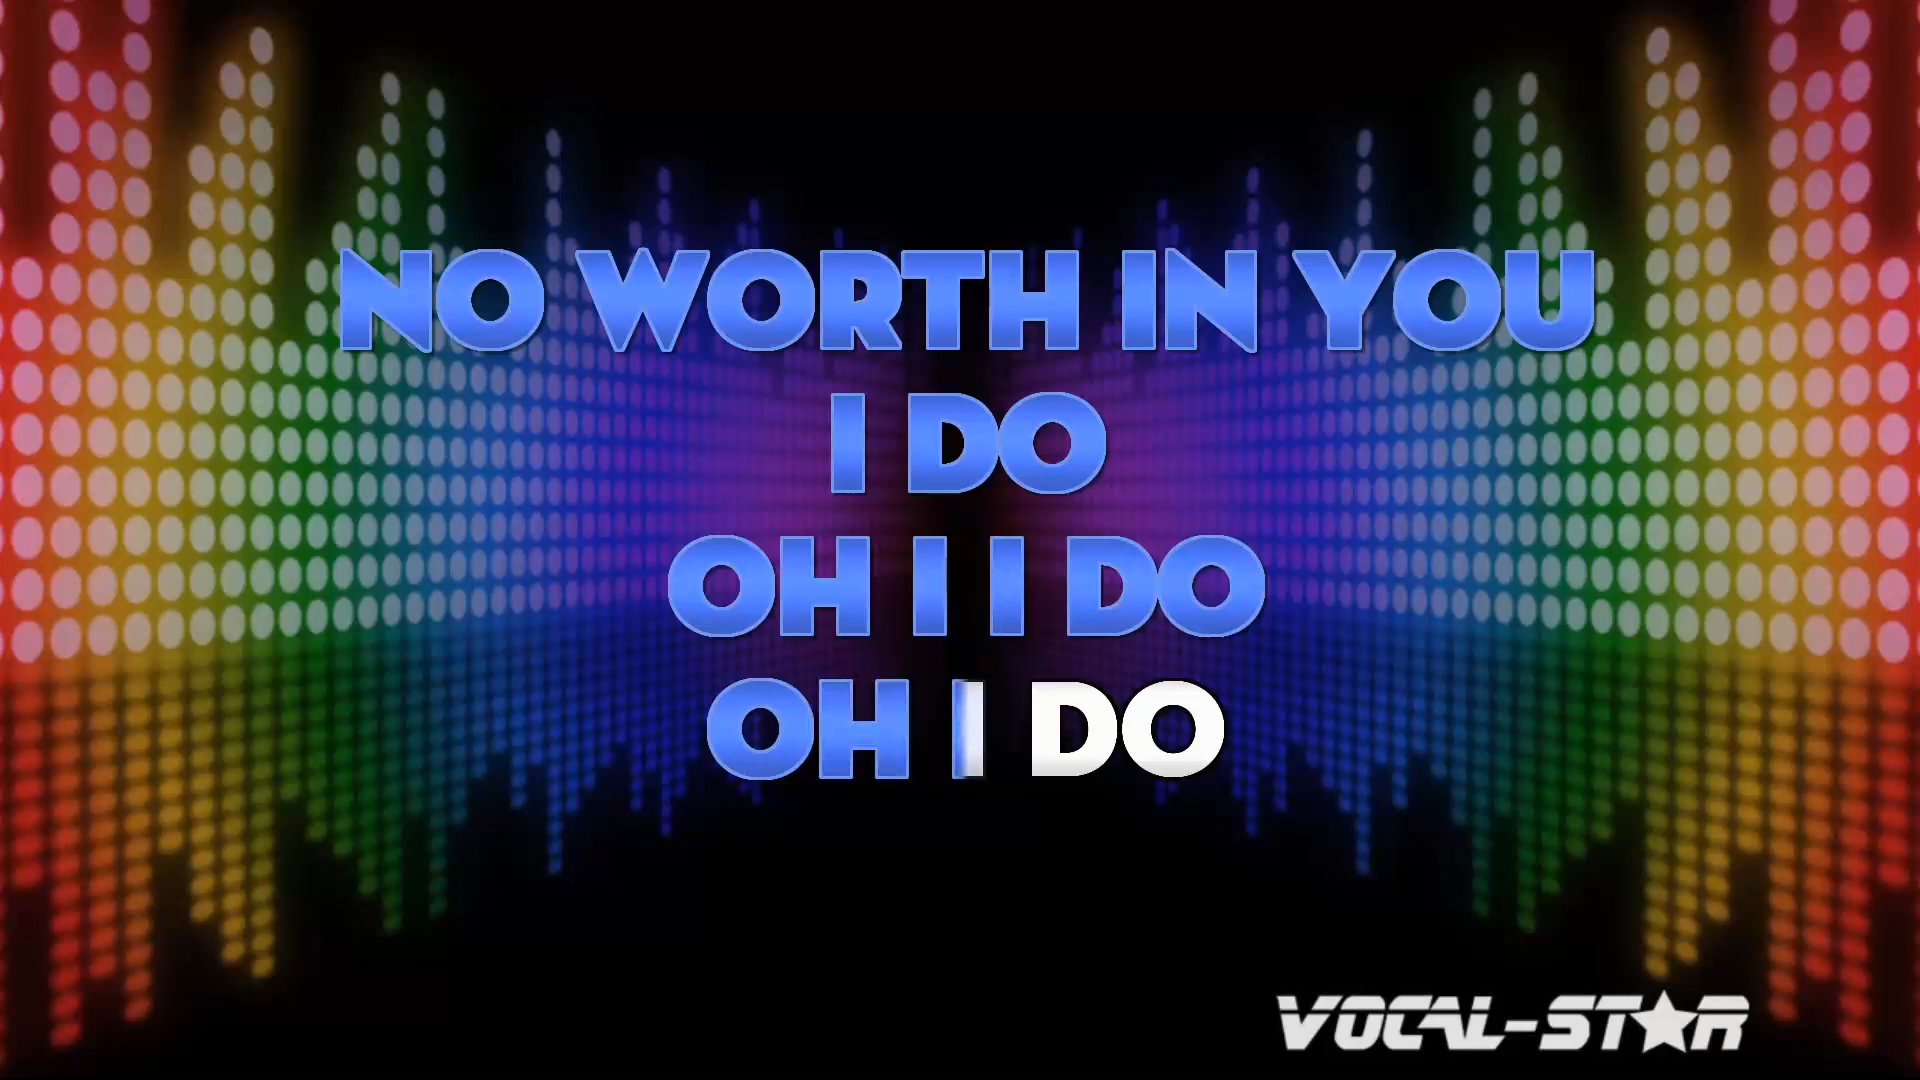 NO WORTH IN YOU
I DO
OH I I DO
OH I DO
VOCAL-STAR